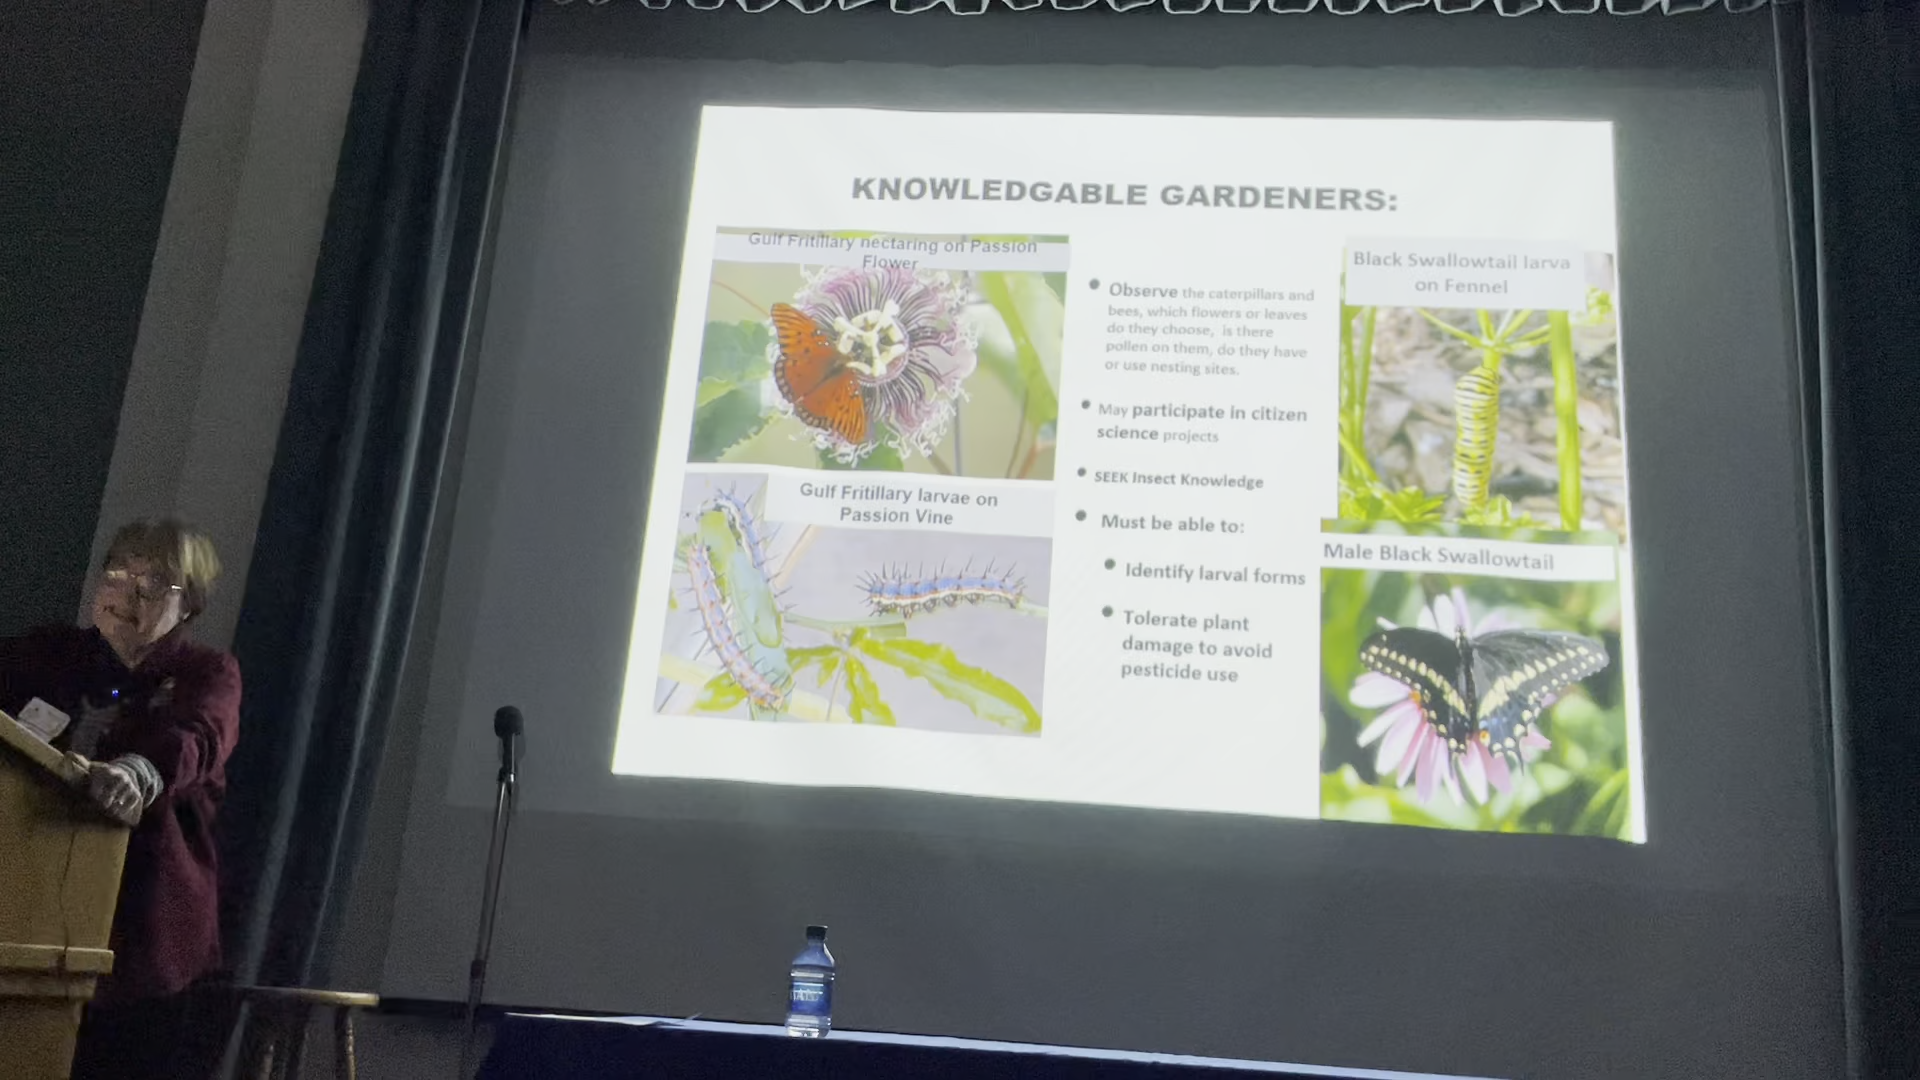 KNOWLEDGABLE GARDENERS:
Gulf Fritillary nectaring on Passion
Flower
Gulf Fritillary larvae on
Passion Vine
Observe the caterpillars and
bees, which flowers or leaves
do they choose, is there
pollen on them, do they have
or use nesting sites.
May participate in citizen
science projects
SEEK Insect Knowledge
Must be able to:
Identify larval forms
Tolerate plant
damage to avoid
pesticide use
Black Swallowtail larva
on Fennel
Male Black Swallowtail